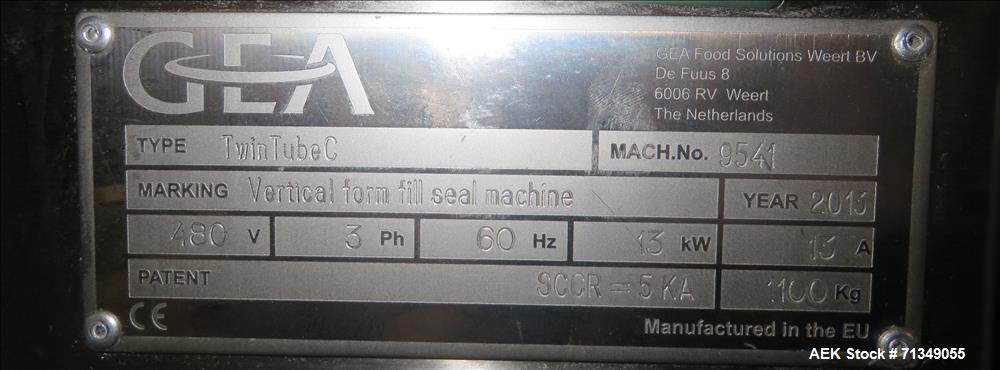 GEA
GEA Food Solutions Weert BV
De Fuus 8
6006 RV Weert
The Netherlands
TYPE TwinTubeC
MACH.No. 9541
MARKING Vertical form fill seal machine
YEAR 2013
480 V 3 Ph 60 Hz 13 kW 13 A
PATENT SCCR = 5 KA 1100 Kg
CE Manufactured in the EU
AEK Stock #71349055